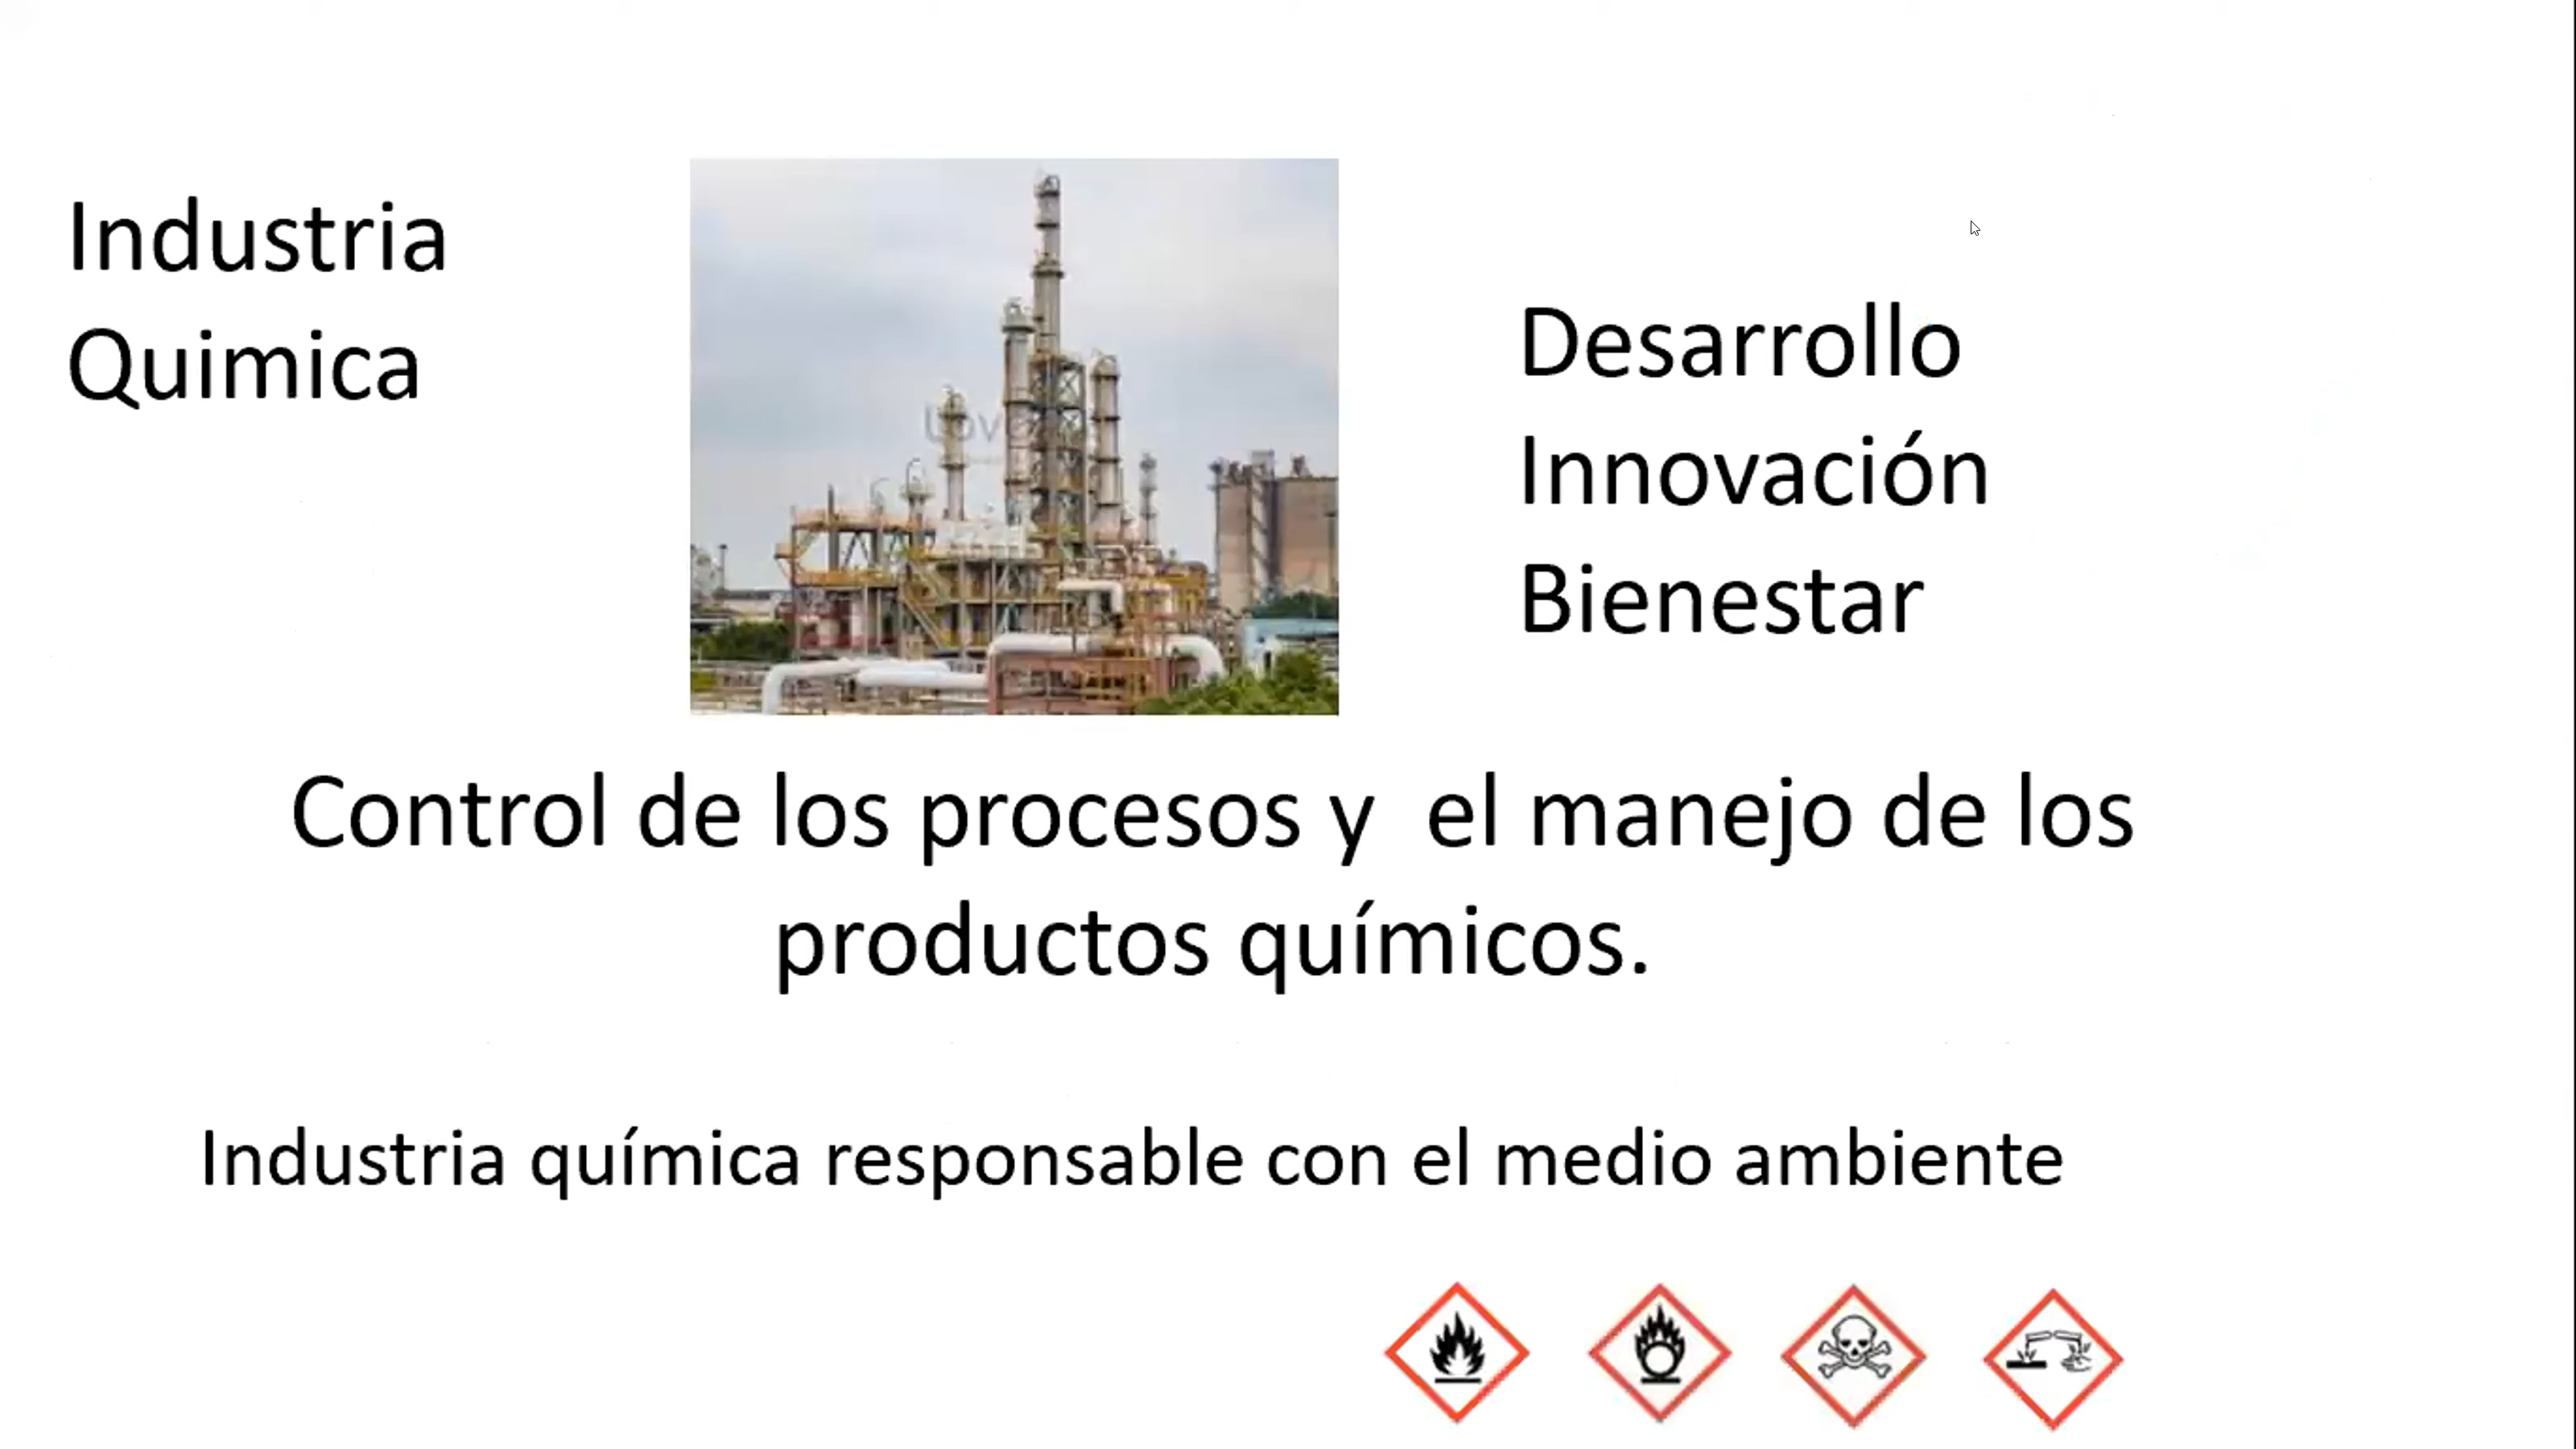 Industria
Quimica
Desarrollo
Innovación
Bienestar
Control de los procesos y  el manejo de los
productos químicos.
Industria química responsable con el medio ambiente